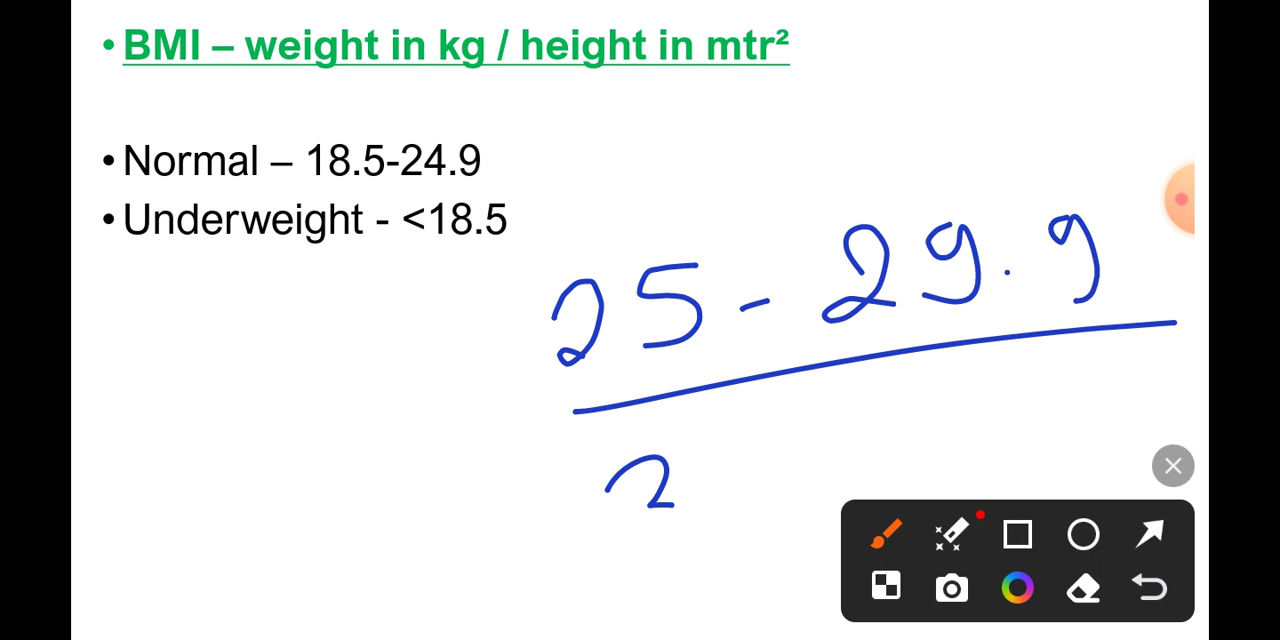 • BMI – weight in kg / height in mtr²
• Normal – 18.5-24.9
• Underweight - <18.5
25 - 29.9
2